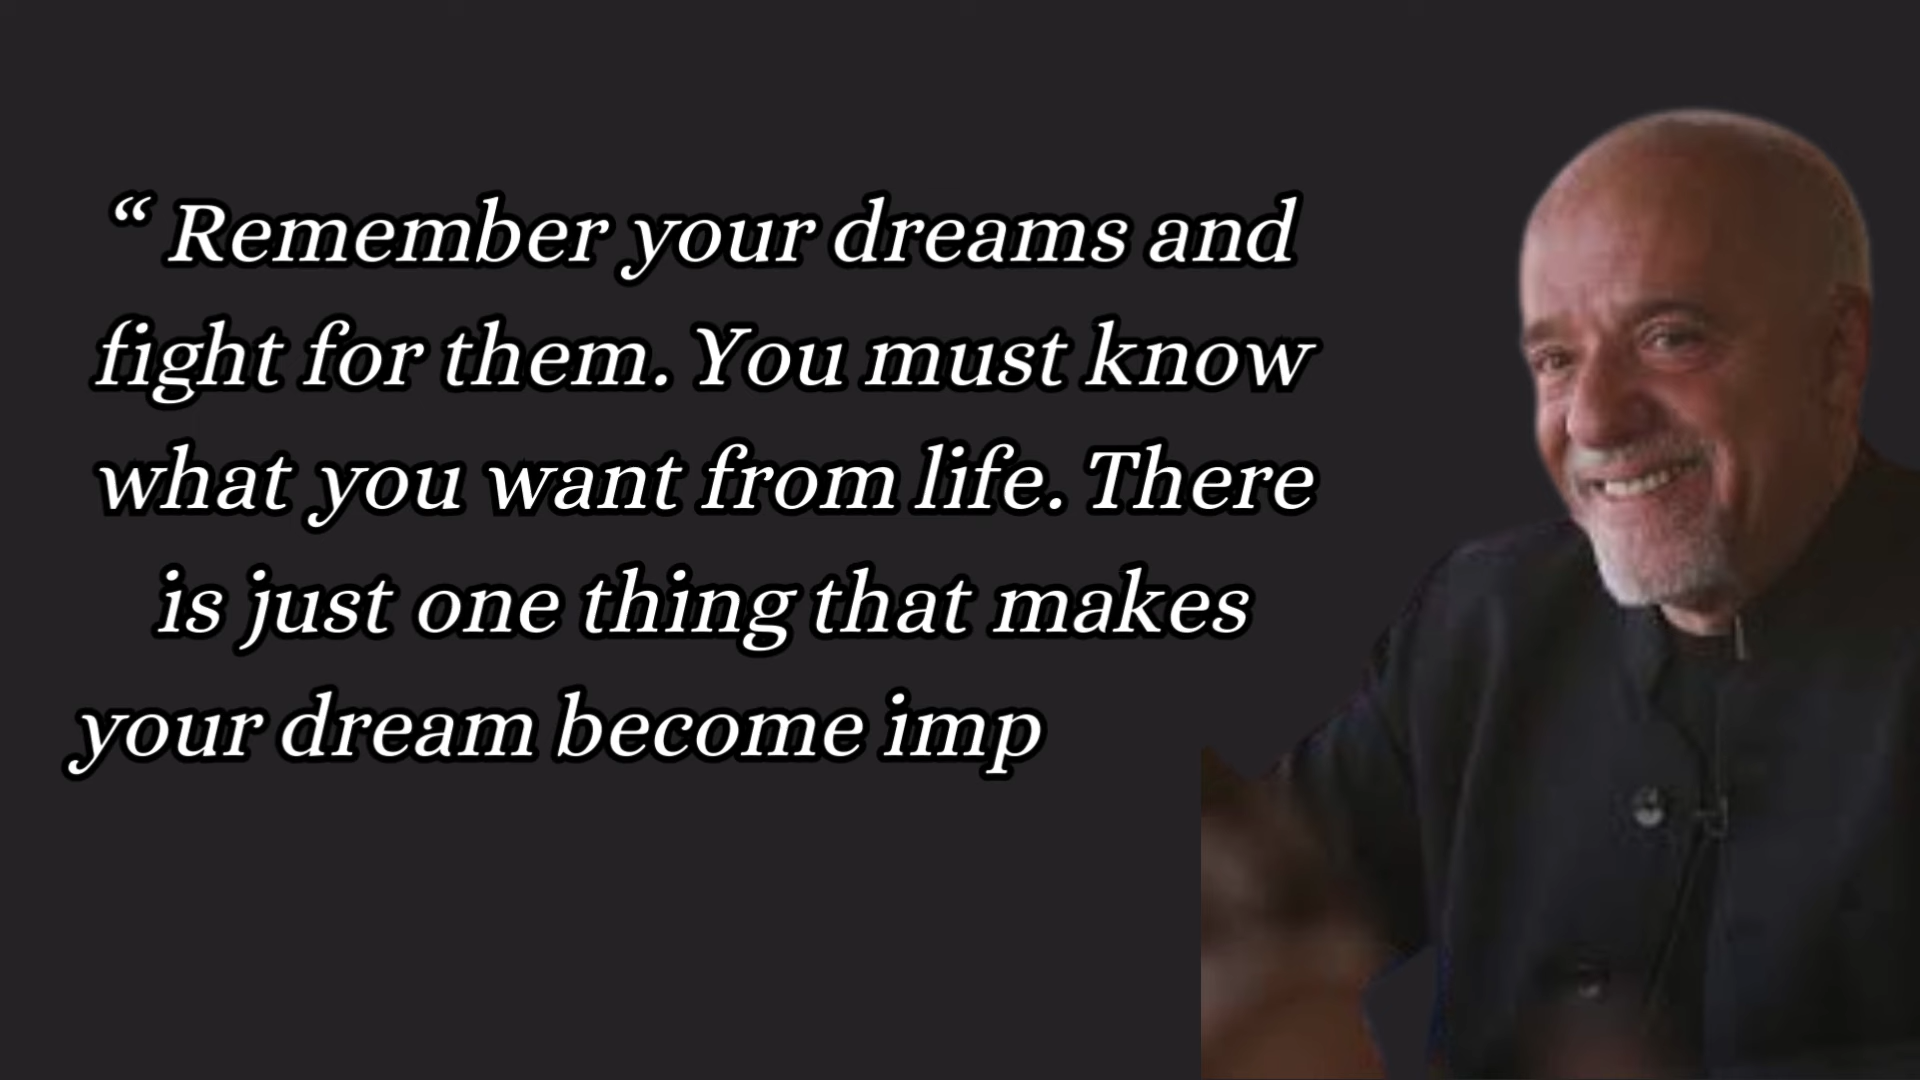 “ Remember your dreams and
fight for them. You must know
what you want from life. There
is just one thing that makes
your dream become imp